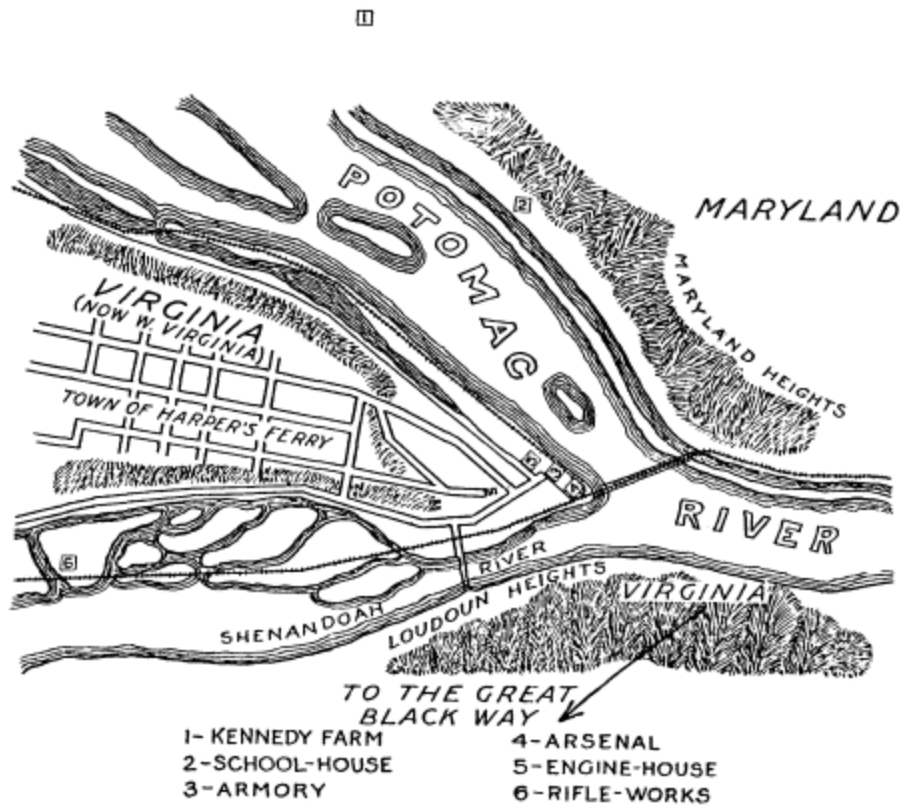 1
POTOMAC
2
MARYLAND
MARYLAND HEIGHTS
VIRGINIA
(NOW W. VIRGINIA)
TOWN OF HARPER'S FERRY
RIVER
6
RIVER
SHENANDOAH
LOUDOUN HEIGHTS
VIRGINIA
TO THE GREAT
BLACK WAY
1-KENNEDY FARM
2-SCHOOL-HOUSE
3-ARMORY
4-ARSENAL
5-ENGINE-HOUSE
6-RIFLE-WORKS